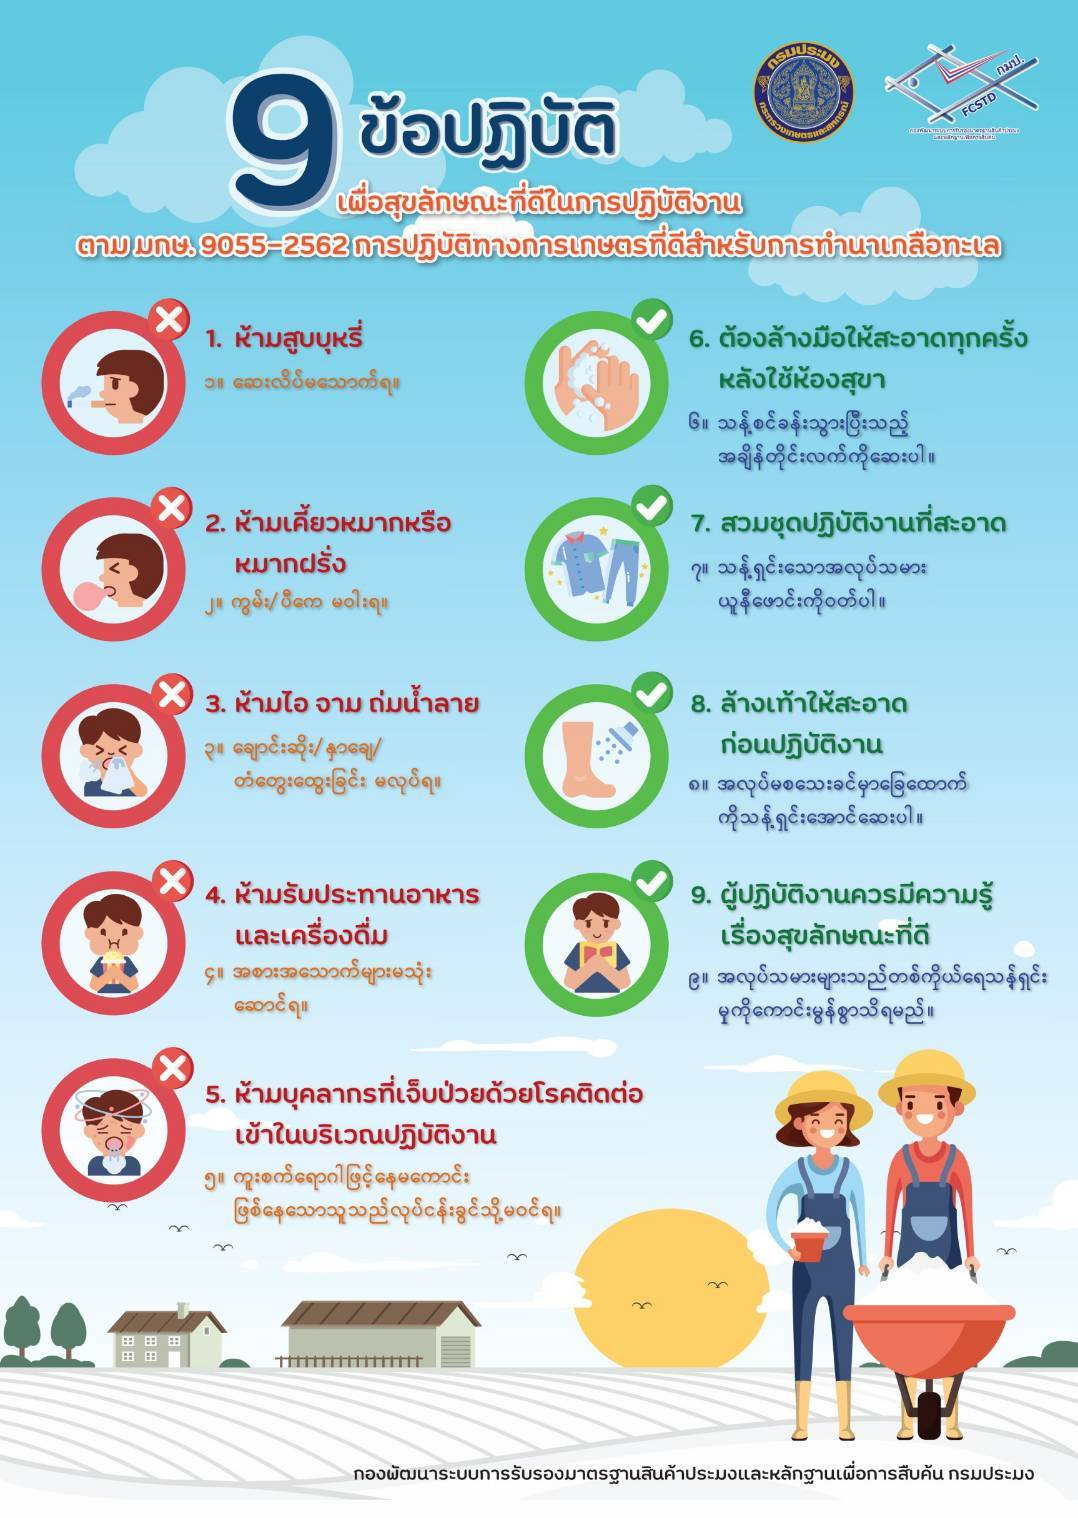 9 ข้อปฏิบัติ
เพื่อสุขลักษณะที่ดีในการปฏิบัติงาน
ตาม มกษ. 9055-2562 การปฏิบัติทางการเกษตรที่ดีสำหรับการทำนาเกลือทะเล
กรมประมง
กระทรวงเกษตรและสหกรณ์
กมป.
FCSTD
1. ห้ามสูบบุหรี่
၁။ ဆေးလိပ်မသောက်ရ။
2. ห้ามเคี้ยวหมากหรือ
หมากฝรั่ง
၂။ ကွမ်း/ပီကေ မဝါးရ။
3. ห้ามไอ จาม ถ่มน้ำลาย
၃။ ချောင်းဆိုး/နှာချေ/
တံတွေးထွေးခြင်း မလုပ်ရ။
4. ห้ามรับประทานอาหาร
และเครื่องดื่ม
၄။ အစားအသောက်များမသုံး
ဆောင်ရ။
5. ห้ามบุคลากรที่เจ็บป่วยด้วยโรคติดต่อ
เข้าในบริเวณปฏิบัติงาน
၅။ ကူးစက်ရောဂါဖြင့်နေမကောင်း
ဖြစ်နေသောသူသည်လုပ်ငန်းခွင်သို့မဝင်ရ။
6. ต้องล้างมือให้สะอาดทุกครั้ง
หลังใช้ห้องสุขา
၆။ သန့်စင်ခန်းသွားပြီးသည့်
အချိန်တိုင်းလက်ကိုဆေးပါ။
7. สวมชุดปฏิบัติงานที่สะอาด
၇။ သန့်ရှင်းသောအလုပ်သမား
ယူနီဖောင်းကိုဝတ်ပါ။
8. ล้างเท้าให้สะอาด
ก่อนปฏิบัติงาน
၈။ အလုပ်မစသေးခင်မှာခြေထောက်
ကိုသန့်ရှင်းအောင်ဆေးပါ။
9. ผู้ปฏิบัติงานควรมีความรู้
เรื่องสุขลักษณะที่ดี
၉။ အလုပ်သမားများသည်တစ်ကိုယ်ရေသန့်ရှင်း
မှုကိုကောင်းမွန်စွာသိရမည်။
กองพัฒนาระบบการรับรองมาตรฐานสินค้าประมงและหลักฐานเพื่อการสืบค้น กรมประมง